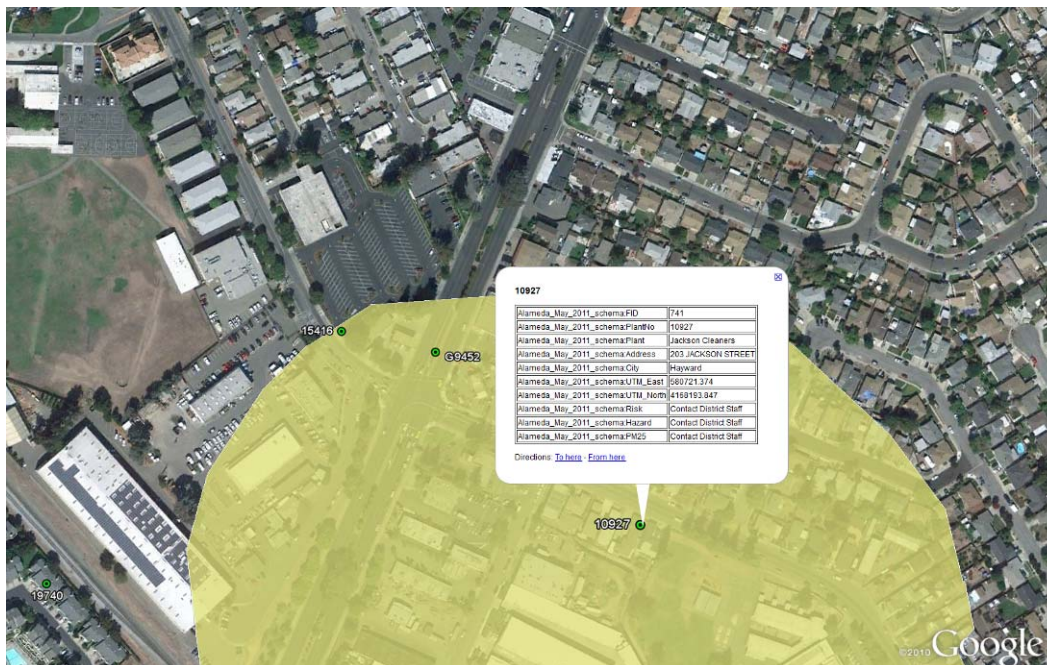 10927
Alameda_May_2011_schema:FID 741
Alameda_May_2011_schema:PlantNo 10927
Alameda_May_2011_schema:Plant Jackson Cleaners
Alameda_May_2011_schema:Address 203 JACKSON STREET
Alameda_May_2011_schema:City Hayward
Alameda_May_2011_schema:UTM_East 580721.374
Alameda_May_2011_schema:UTM_North 4168193.847
Alameda_May_2011_schema:Risk Contact District Staff
Alameda_May_2011_schema:Hazard Contact District Staff
Alameda_May_2011_schema:PM25 Contact District Staff
Directions: To here - From here
15416
G9452
10927
19740
©2010 Google